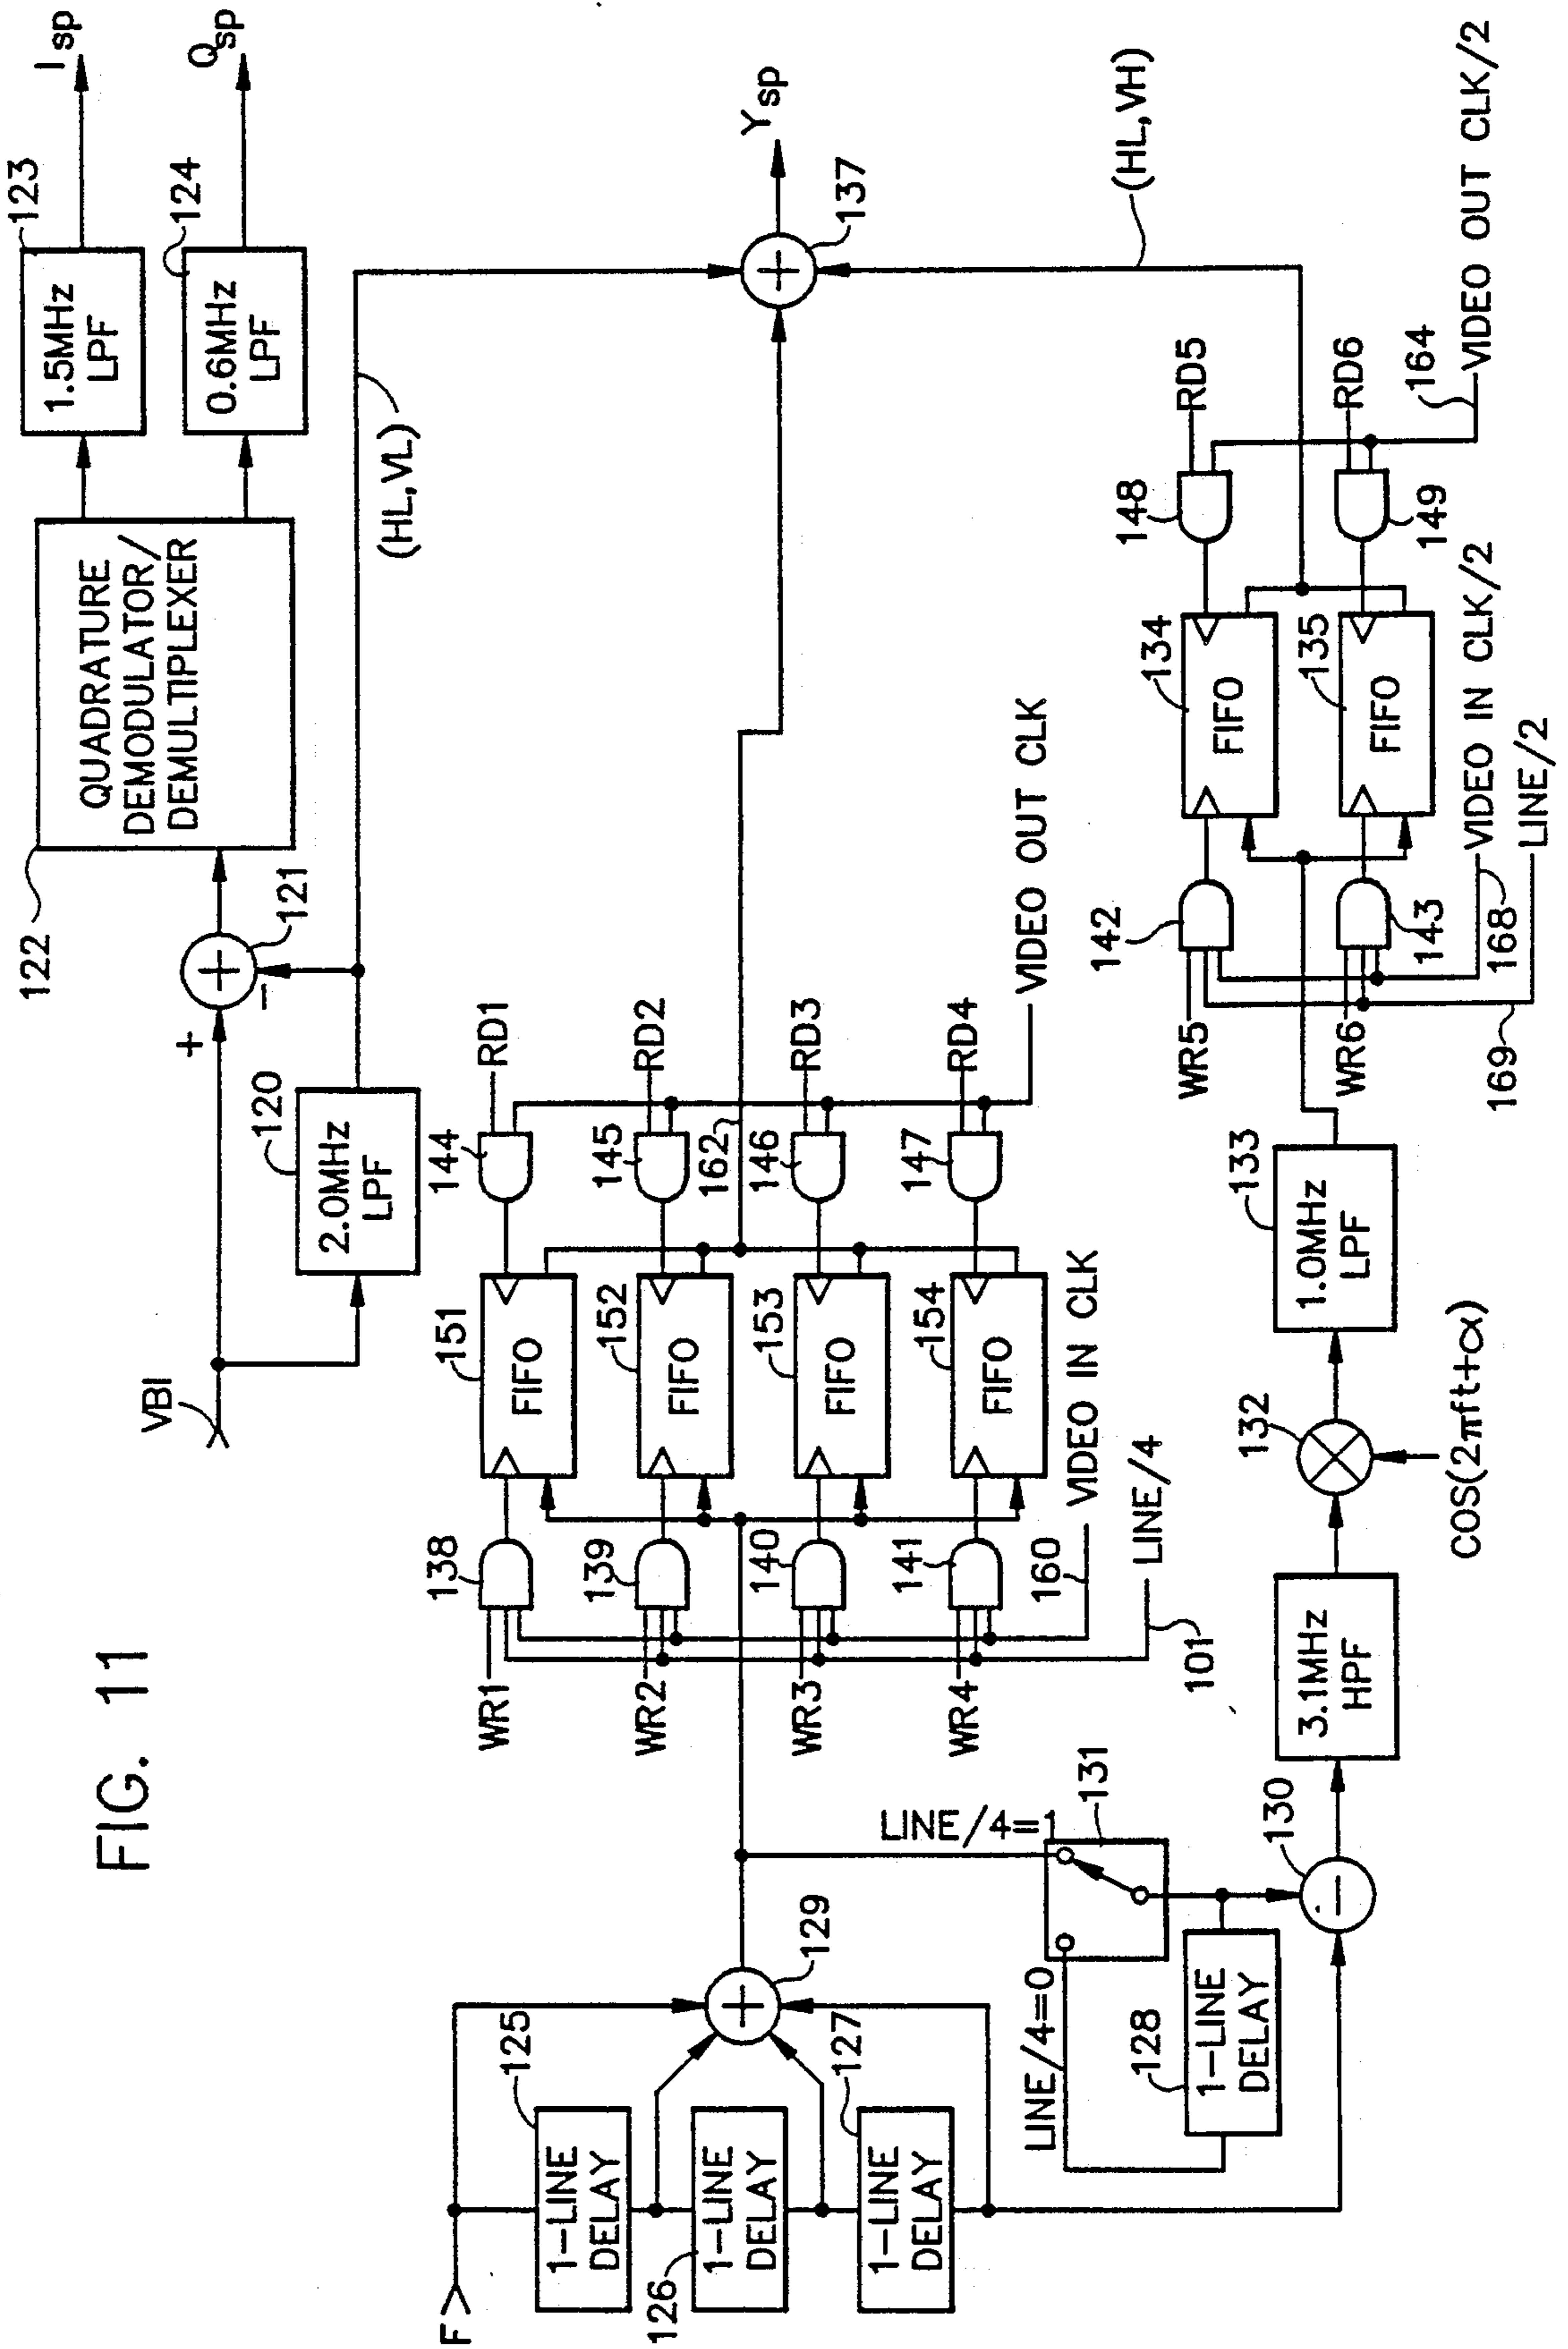 FIG. 11
VBI
+
-
121
120
2.0MHz
LPF
122
QUADRATURE
DEMODULATOR/
DEMULTIPLEXER
123
1.5MHz
LPF
Isp
124
0.6MHz
LPF
Qsp
(HL,VL)
F
125
1-LINE
DELAY
126
1-LINE
DELAY
127
1-LINE
DELAY
+
129
LINE/4=1
LINE/4=0
131
128
1-LINE
DELAY
-
130
WR1
138
151
FIFO
144
RD1
WR2
139
152
FIFO
145
RD2
162
WR3
140
153
FIFO
146
RD3
WR4
141
154
FIFO
147
RD4
160
VIDEO IN CLK
101
LINE/4
VIDEO OUT CLK
+
137
Ysp
(HL,VH)
3.1MHz
HPF
132
COS(2πft+α)
133
1.0MHz
LPF
WR5
142
134
FIFO
148
RD5
WR6
143
135
FIFO
149
RD6
164
VIDEO OUT CLK/2
168
VIDEO IN CLK/2
169
LINE/2